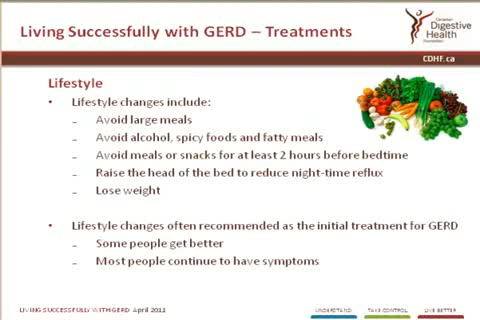 Living Successfully with GERD – Treatments
Canadian
Digestive
Health
Foundation
CDHF.ca
Lifestyle
• Lifestyle changes include:
– Avoid large meals
– Avoid alcohol, spicy foods and fatty meals
– Avoid meals or snacks for at least 2 hours before bedtime
– Raise the head of the bed to reduce night-time reflux
– Lose weight
• Lifestyle changes often recommended as the initial treatment for GERD
– Some people get better
– Most people continue to have symptoms
LIVING SUCCESSFULLY WITH GERD April 2011
UNDERSTAND
TAKE CONTROL
LIVE BETTER